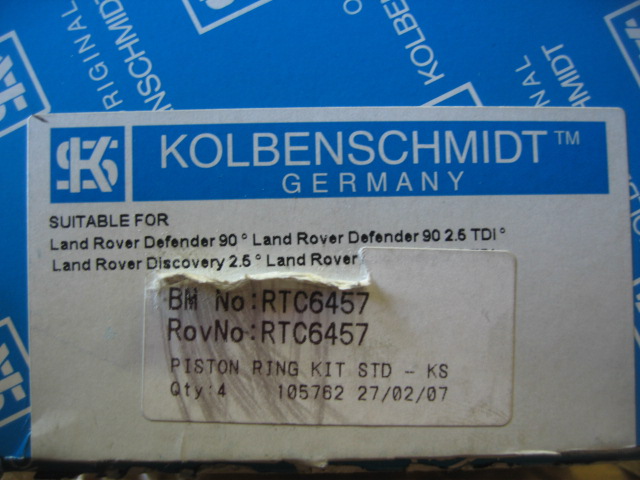 RIGINAL
ENSCHMIDT
ORIGINAL
KOLBENSCHMIDT
KOLBENSCHMIDT™
GERMANY
SUITABLE FOR
Land Rover Defender 90° Land Rover Defender 90 2.5 TDI°
Land Rover Discovery 2.5° Land Rover
BM No:RTC6457
RovNo:RTC6457
PISTON RING KIT STD - KS
Qty:4 105762 27/02/07